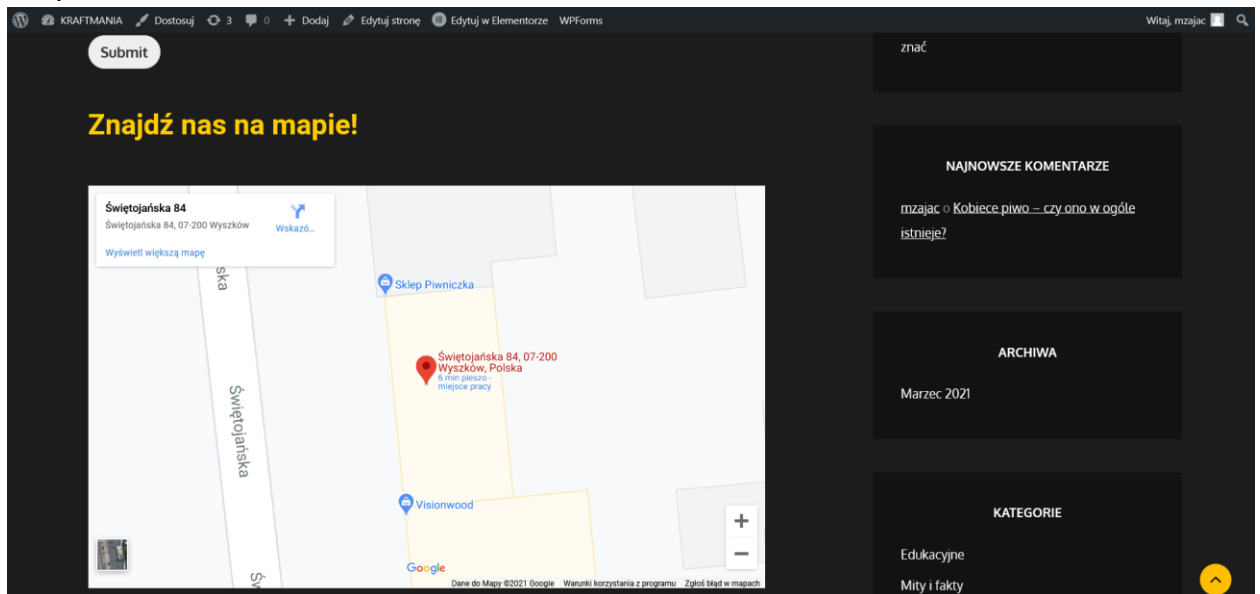 KRAFTMANIA Dostosuj 3 0 Dodaj Edytuj stronę Edytuj w Elementorze WPForms Witaj, mzajac
Submit
Znajdź nas na mapie!
Świętojańska 84
Świętojańska 84, 07-200 Wyszków
Wskazó...
Wyświetl większą mapę
ska
Sklep Piwniczka
Świętojańska 84, 07-200
Wyszków, Polska
6 min pieszo -
miejsce pracy
Świętojańska
Visionwood
Św
+
−
Google
Dane do Mapy ©2021 Google Warunki korzystania z programu Zgłoś błąd w mapach
znać
NAJNOWSZE KOMENTARZE
mzajac o Kobiece piwo – czy ono w ogóle
istnieje?
ARCHIWA
Marzec 2021
KATEGORIE
Edukacyjne
Mity i fakty